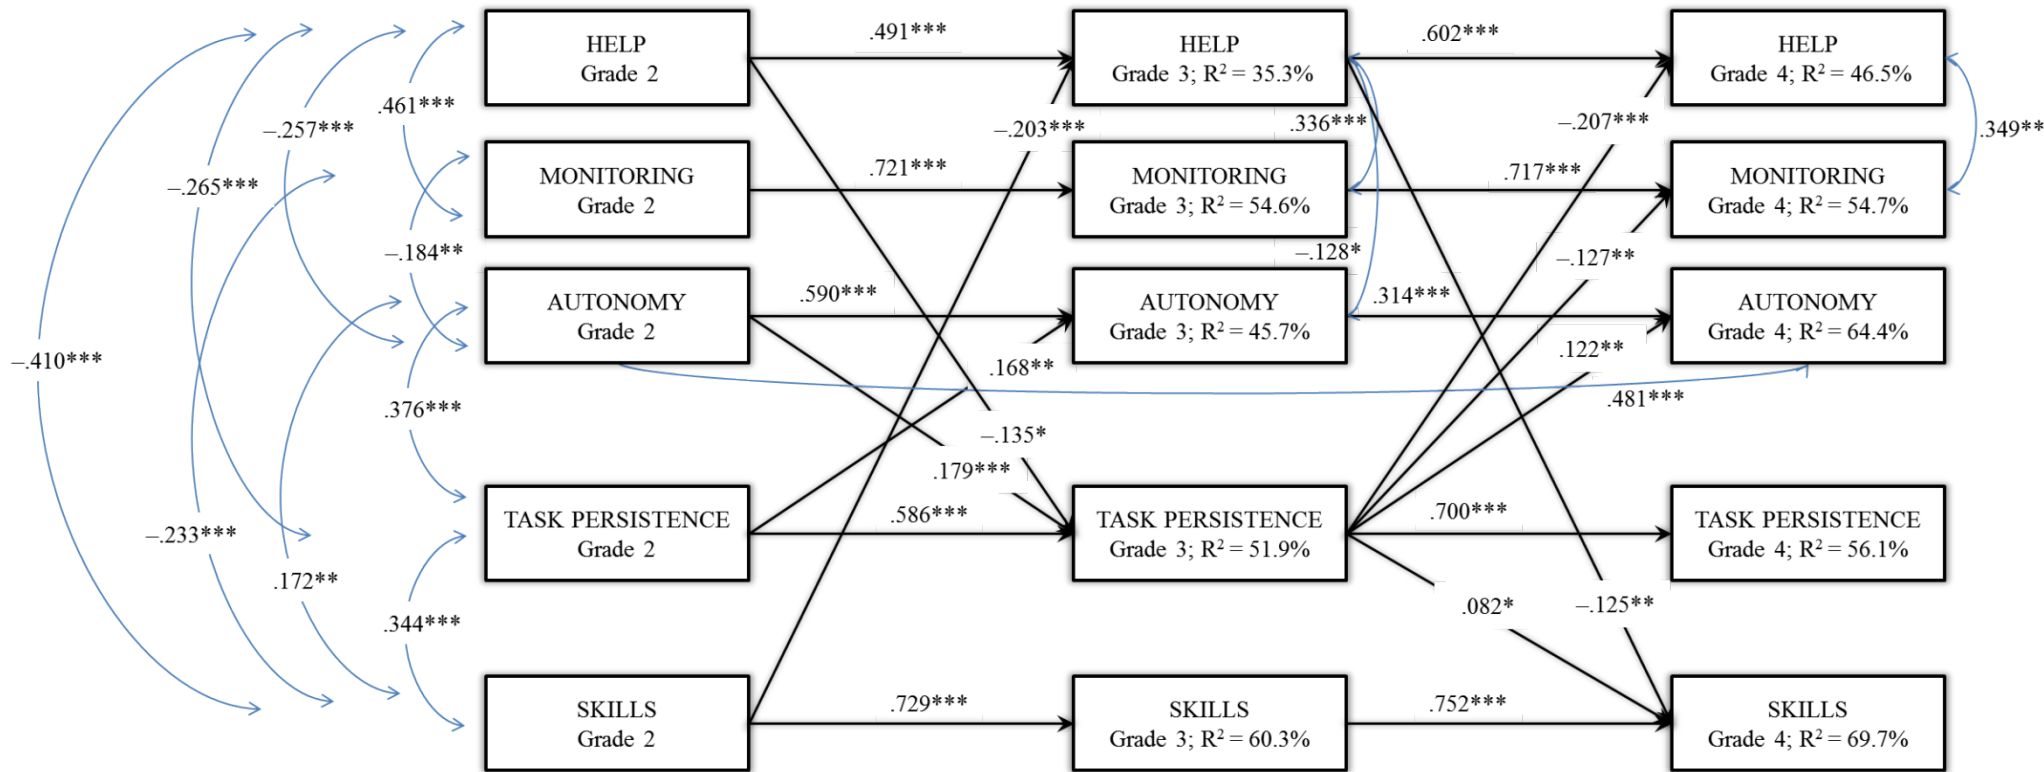 HELP
Grade 2
.491***
HELP
Grade 3; R² = 35.3%
.602***
HELP
Grade 4; R² = 46.5%
.461***
–.257***
–.203***
.336***
–.207***
.349**
MONITORING
Grade 2
.721***
MONITORING
Grade 3; R² = 54.6%
.717***
MONITORING
Grade 4; R² = 54.7%
–.265***
–.184**
–.128*
–.127**
AUTONOMY
Grade 2
.590***
AUTONOMY
Grade 3; R² = 45.7%
.314***
AUTONOMY
Grade 4; R² = 64.4%
–.410***
.168**
.122**
.376***
.481***
–.135*
.179***
TASK PERSISTENCE
Grade 2
.586***
TASK PERSISTENCE
Grade 3; R² = 51.9%
.700***
TASK PERSISTENCE
Grade 4; R² = 56.1%
–.233***
.172**
.344***
.082*
–.125**
SKILLS
Grade 2
.729***
SKILLS
Grade 3; R² = 60.3%
.752***
SKILLS
Grade 4; R² = 69.7%